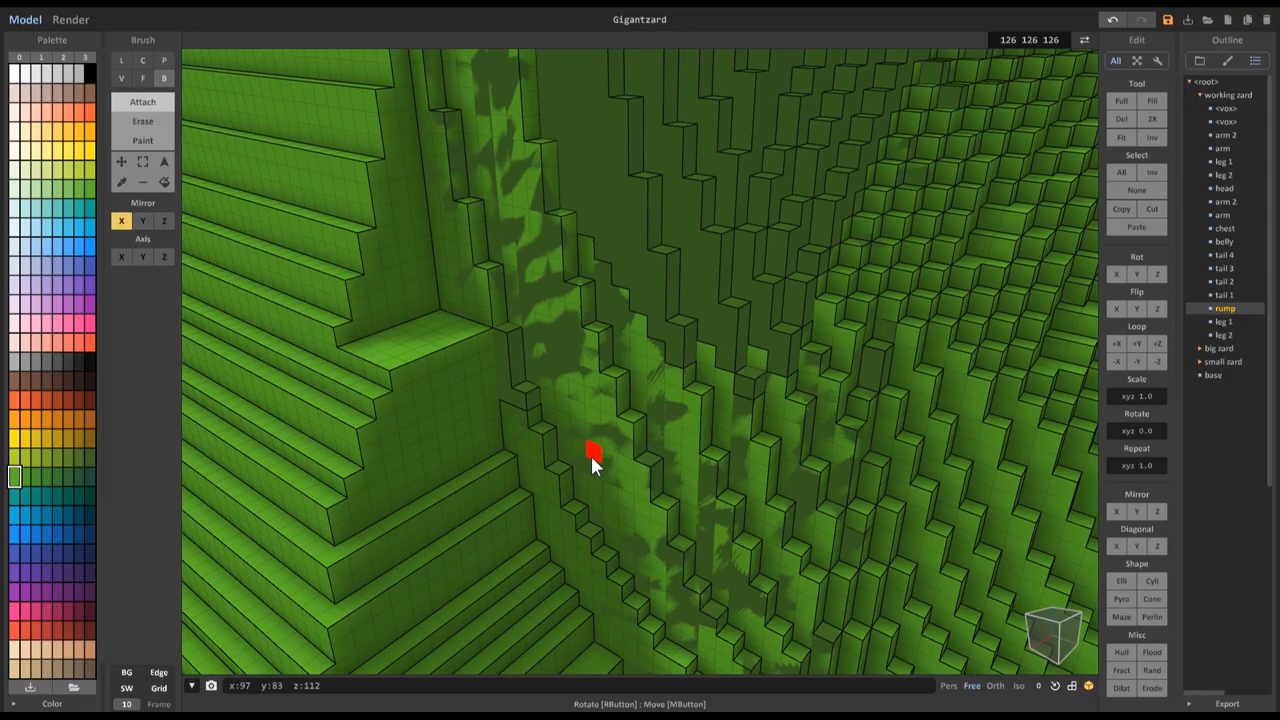 Model Render
Gigantzard
Palette
0 1 2 3
Color
Brush
L C P
V F B
Attach
Erase
Paint
Mirror
X Y Z
Axis
X Y Z
BG Edge
SW Grid
10 Frame
126 126 126
x:97 y:83 z:112
Pers Free Orth Iso 0
Rotate [RButton] : Move [MButton]
Edit
All
Tool
Full Fill
Del 2X
Fit Inv
Select
All Inv
None
Copy Cut
Paste
Rot
X Y Z
Flip
X Y Z
Loop
+X +Y +Z
-X -Y -Z
Scale
xyz 1.0
Rotate
xyz 0.0
Repeat
xyz 1.0
Mirror
X Y Z
Diagonal
X Y Z
Shape
Elli Cyli
Pyra Cone
Maze Perlin
Misc
Hull Flood
Fract Rand
Dilat Erode
Outline
<root>
working zard
<vox>
<vox>
arm 2
arm
leg 1
leg 2
head
arm 2
arm
chest
belly
tail 4
tail 3
tail 2
tail 1
rump
leg 1
leg 2
big zard
small zard
base
Export